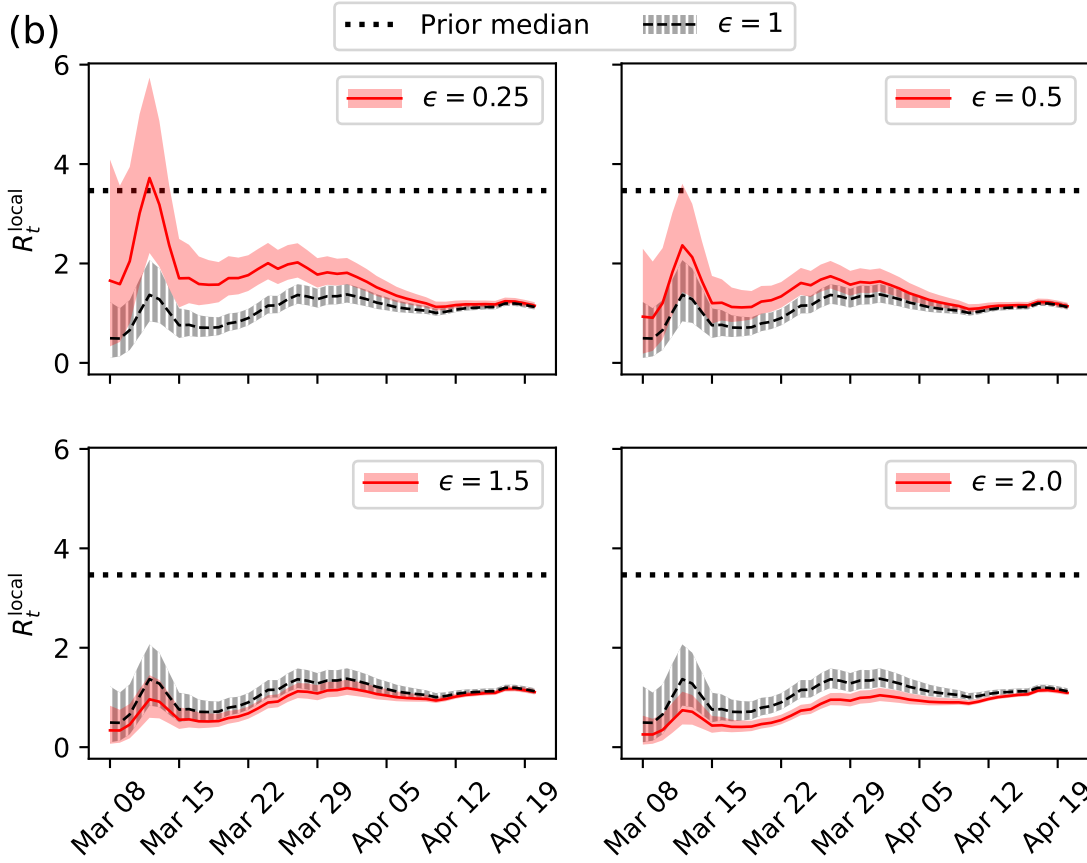 (b)
Prior median
ϵ = 1
6
4
2
0
R_t^local
ϵ = 0.25
ϵ = 0.5
6
4
2
0
R_t^local
ϵ = 1.5
ϵ = 2.0
Mar 08
Mar 15
Mar 22
Mar 29
Apr 05
Apr 12
Apr 19
Mar 08
Mar 15
Mar 22
Mar 29
Apr 05
Apr 12
Apr 19